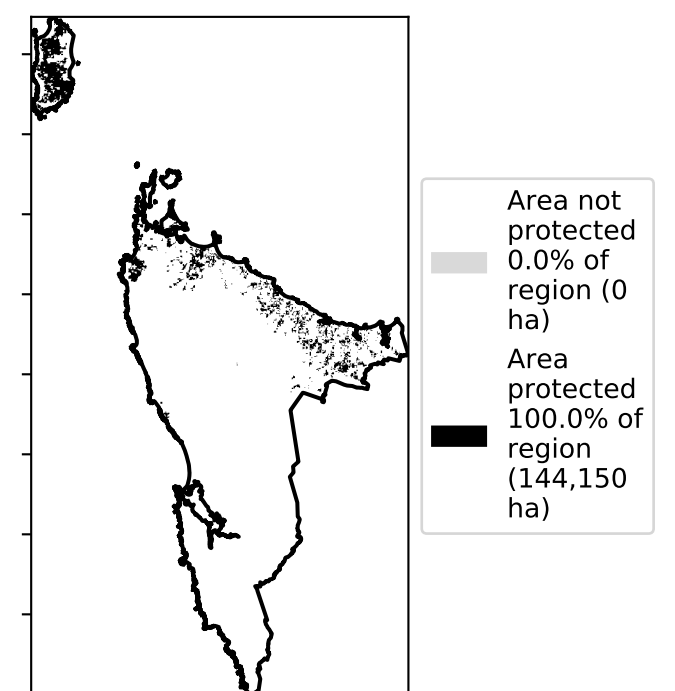 Area not
protected
0.0% of
region (0
ha)
Area
protected
100.0% of
region
(144,150
ha)